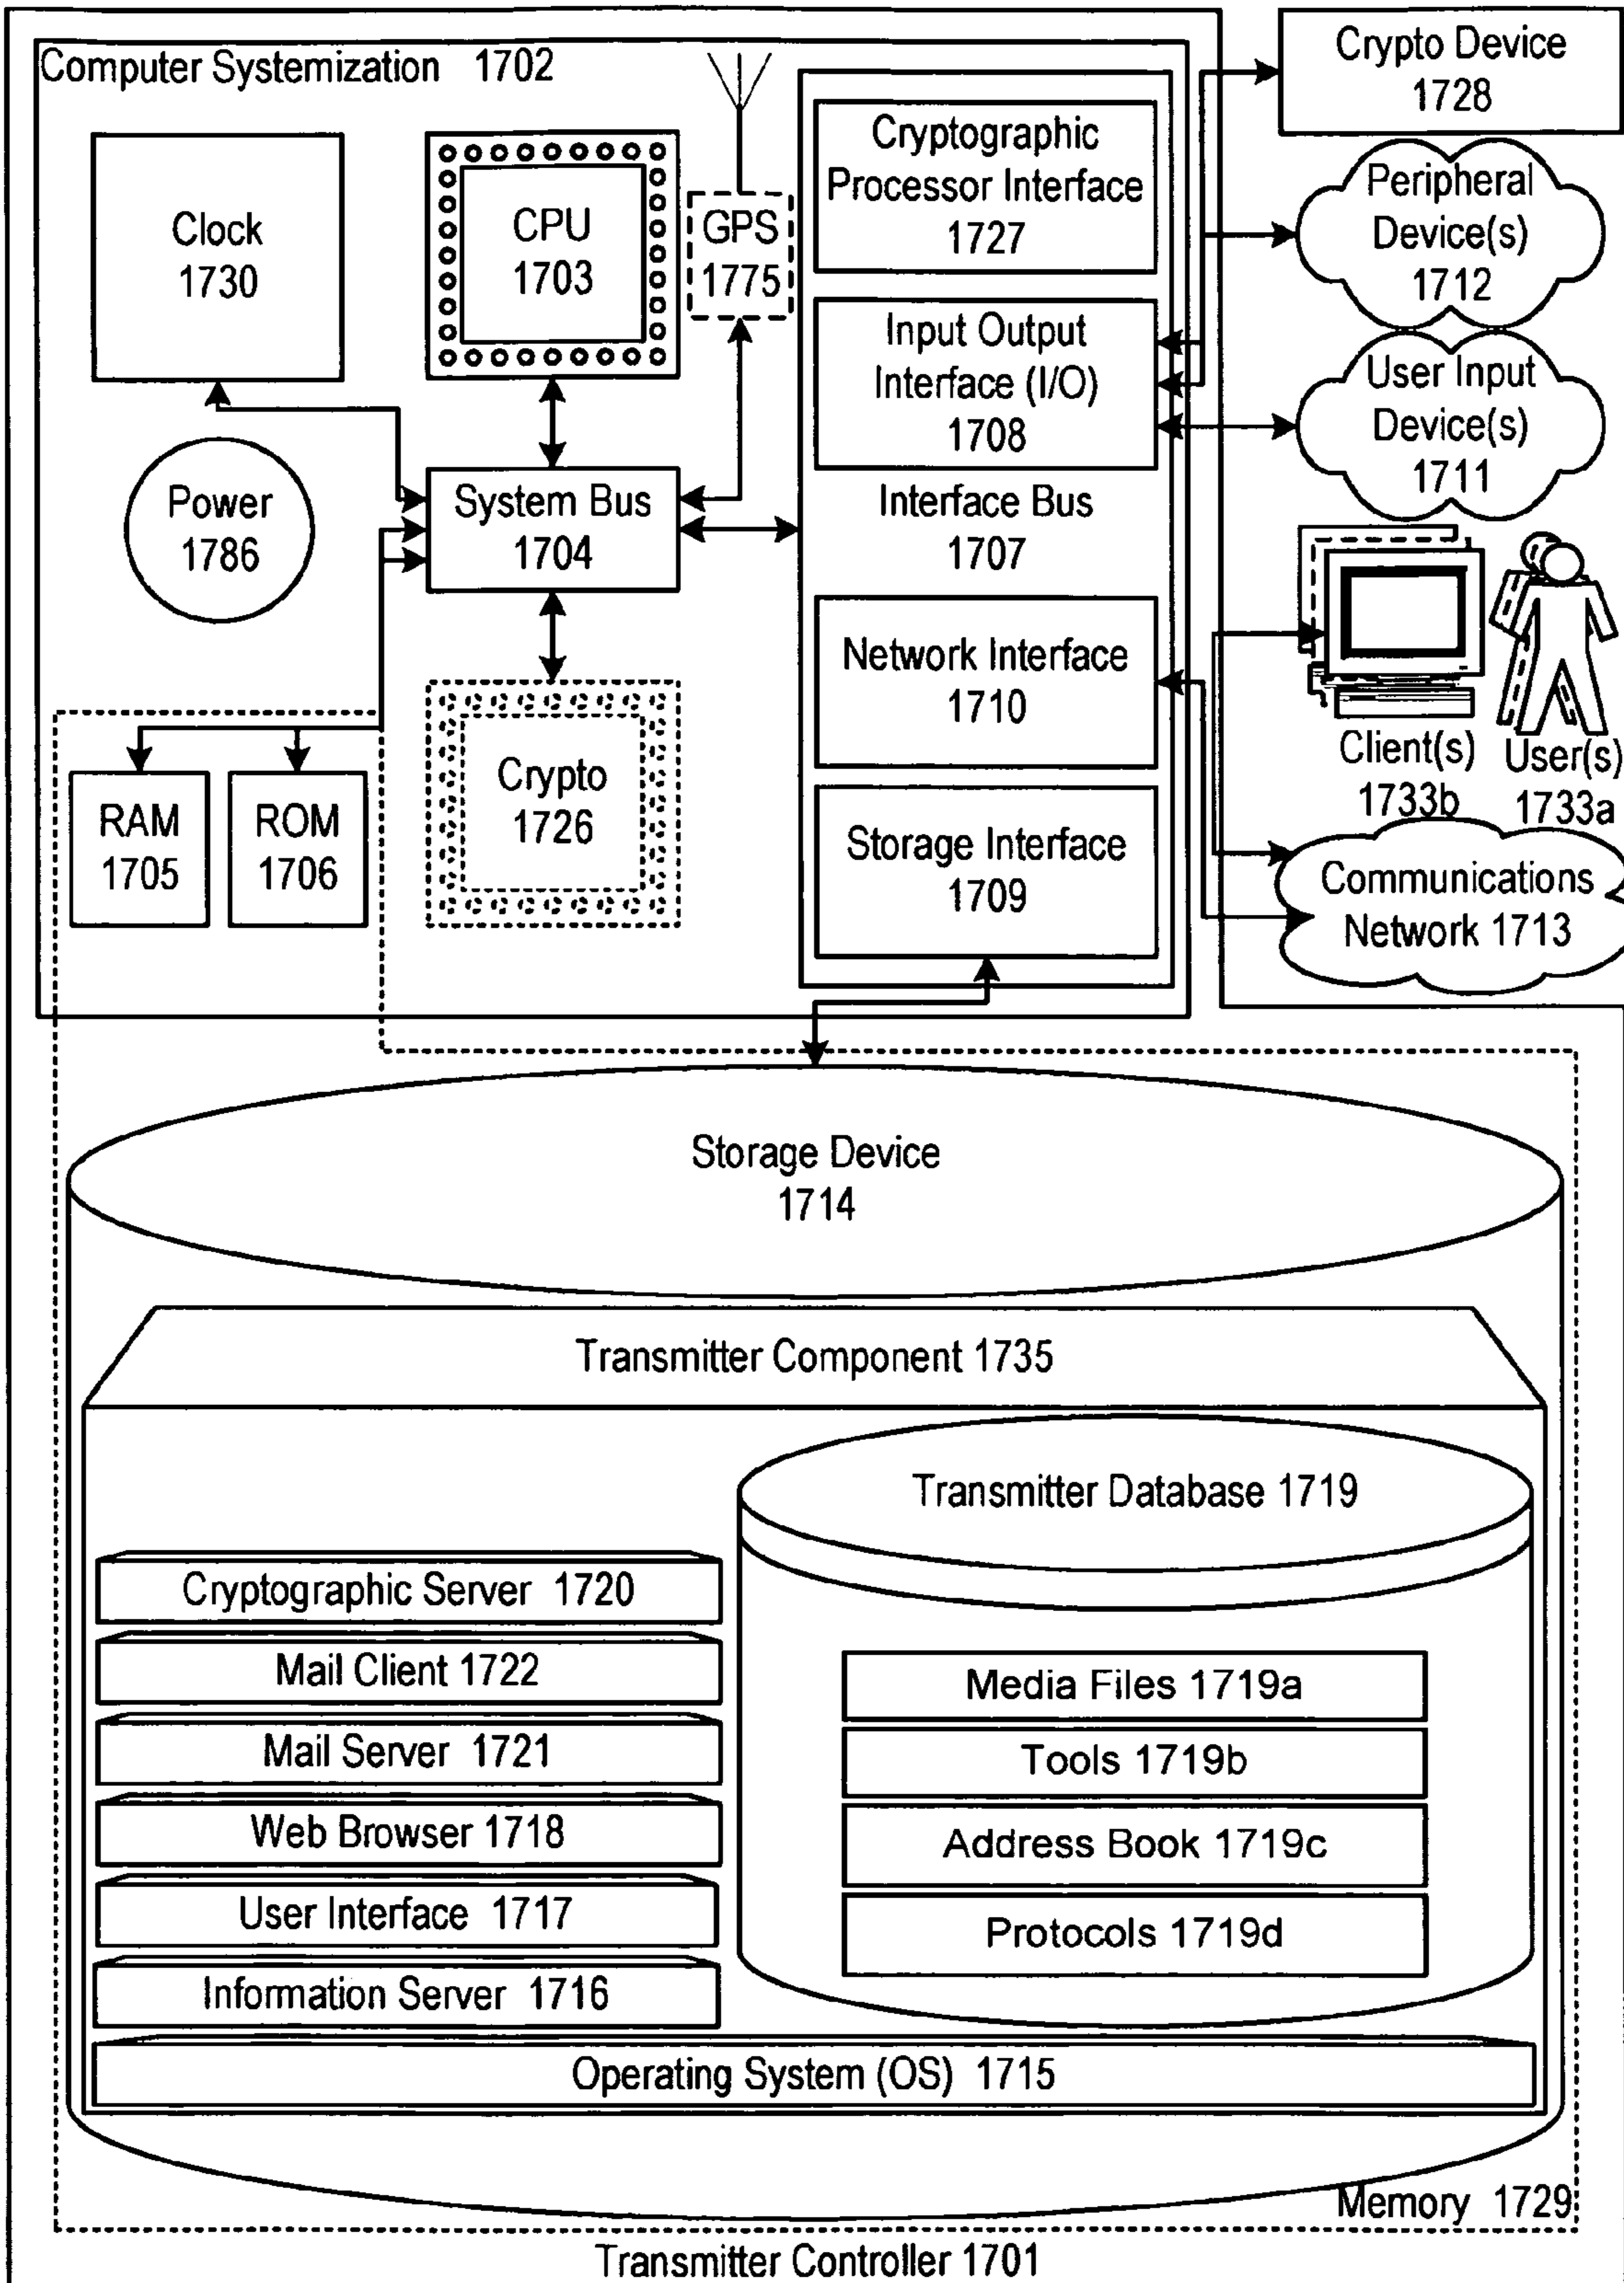 Computer Systemization 1702
Clock
1730
CPU
1703
GPS
1775
Power
1786
System Bus
1704
RAM
1705
ROM
1706
Crypto
1726
Cryptographic
Processor Interface
1727
Input Output
Interface (I/O)
1708
Interface Bus
1707
Network Interface
1710
Storage Interface
1709
Crypto Device
1728
Peripheral
Device(s)
1712
User Input
Device(s)
1711
Client(s)
1733b
User(s)
1733a
Communications
Network 1713
Storage Device
1714
Transmitter Component 1735
Transmitter Database 1719
Cryptographic Server 1720
Mail Client 1722
Mail Server 1721
Web Browser 1718
User Interface 1717
Information Server 1716
Media Files 1719a
Tools 1719b
Address Book 1719c
Protocols 1719d
Operating System (OS) 1715
Memory 1729
Transmitter Controller 1701